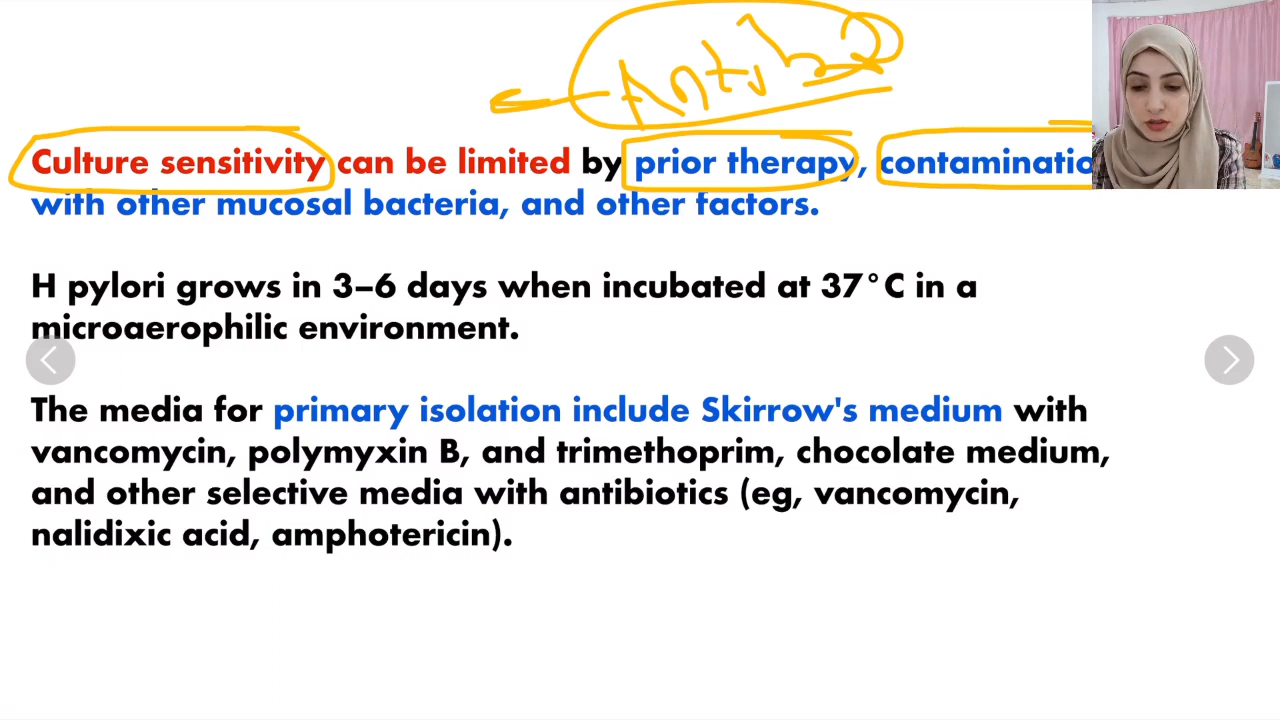 Antib
Culture sensitivity can be limited by prior therapy, contaminatio
with other mucosal bacteria, and other factors.
H pylori grows in 3–6 days when incubated at 37°C in a
microaerophilic environment.
The media for primary isolation include Skirrow's medium with
vancomycin, polymyxin B, and trimethoprim, chocolate medium,
and other selective media with antibiotics (eg, vancomycin,
nalidixic acid, amphotericin).